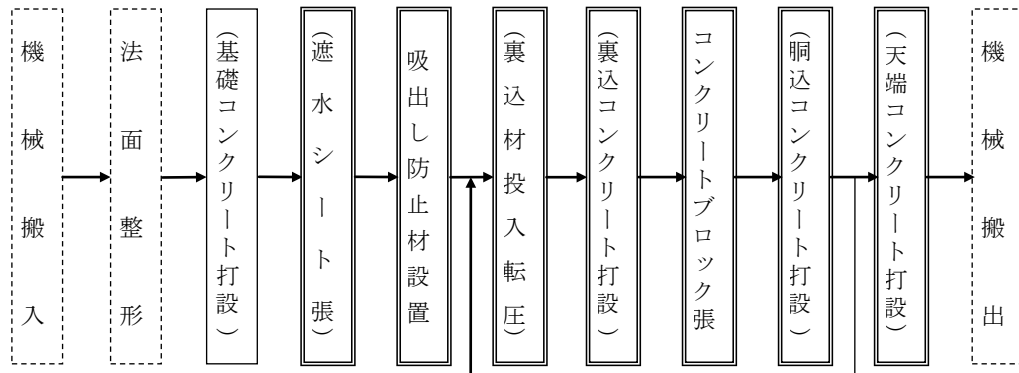 機械搬入
法面整形
(基礎コンクリート打設)
(遮水シート張)
吸出し防止材設置
(裏込材投入転圧)
(裏込コンクリート打設)
コンクリートブロック張
(胴込コンクリート打設)
(天端コンクリート打設)
機械搬出